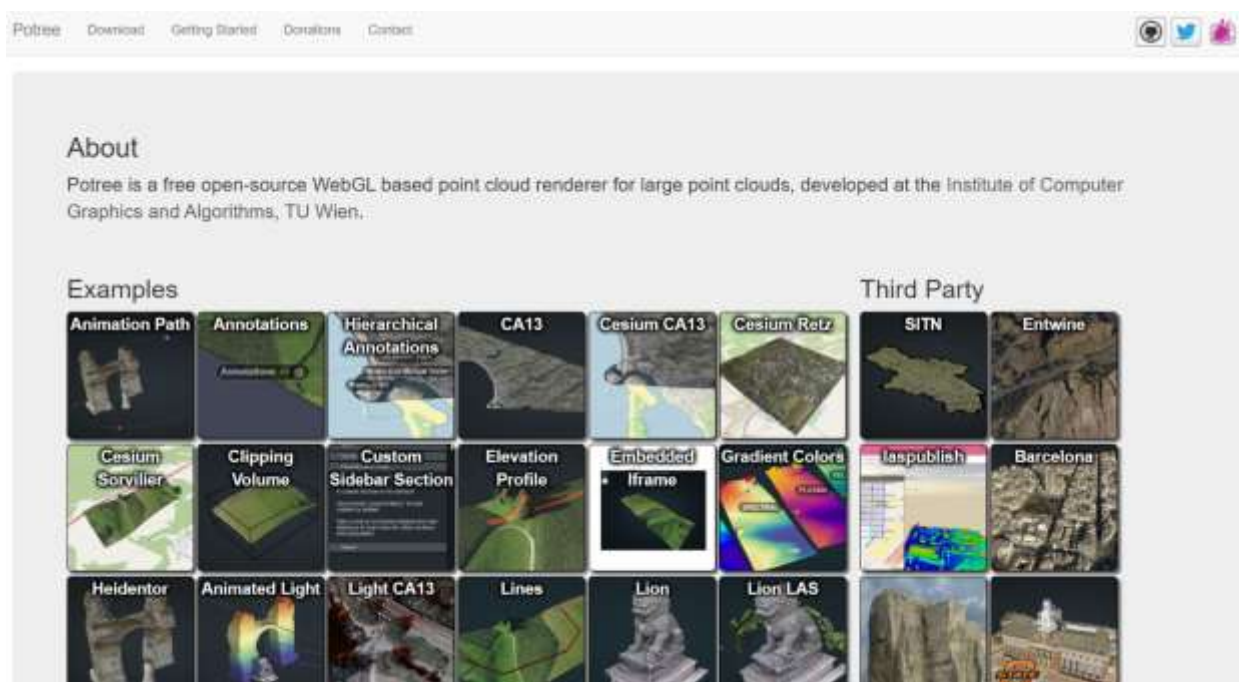 Potree Download Getting Started Donations Contact
About
Potree is a free open-source WebGL based point cloud renderer for large point clouds, developed at the Institute of Computer
Graphics and Algorithms, TU Wien.
Examples
Third Party
Animation Path
Annotations
Annotations
Hierarchical
Annotations
CA13
Cesium CA13
Cesium Retz
SITN
Entwine
Cesium
Sorvilier
Clipping
Volume
Custom
Sidebar Section
Elevation
Profile
Embedded
Iframe
Gradient Colors
SPECTRAL
PLASMA
laspublish
Barcelona
Heidentor
Animated Light
Light CA13
Lines
Lion
Lion LAS